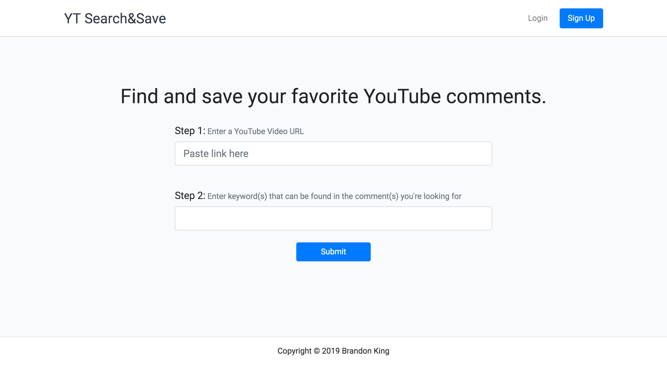 YT Search&Save
Login
Sign Up
Find and save your favorite YouTube comments.
Step 1: Enter a YouTube Video URL
Paste link here
Step 2: Enter keyword(s) that can be found in the comment(s) you're looking for
Submit
Copyright © 2019 Brandon King